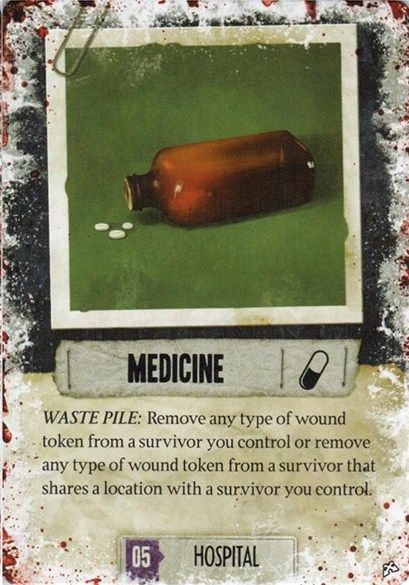 MEDICINE
WASTE PILE: Remove any type of wound
token from a survivor you control or remove
any type of wound token from a survivor that
shares a location with a survivor you control.
05 HOSPITAL